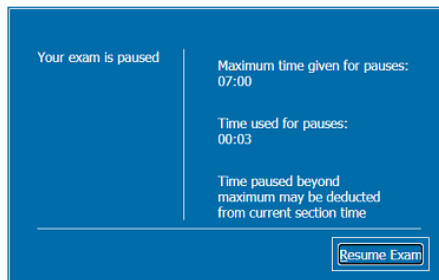 Your exam is paused
Maximum time given for pauses:
07:00
Time used for pauses:
00:03
Time paused beyond
maximum may be deducted
from current section time
Resume Exam